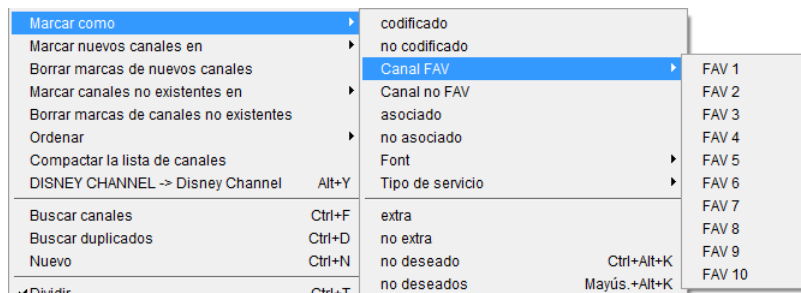 Marcar como
Marcar nuevos canales en
Borrar marcas de nuevos canales
Marcar canales no existentes en
Borrar marcas de canales no existentes
Ordenar
Compactar la lista de canales
DISNEY CHANNEL -> Disney Channel Alt+Y
Buscar canales Ctrl+F
Buscar duplicados Ctrl+D
Nuevo Ctrl+N
Dividir Ctrl+T
codificado
no codificado
Canal FAV
Canal no FAV
asociado
no asociado
Font
Tipo de servicio
extra
no extra
no deseado Ctrl+Alt+K
no deseados Mayús.+Alt+K
FAV 1
FAV 2
FAV 3
FAV 4
FAV 5
FAV 6
FAV 7
FAV 8
FAV 9
FAV 10